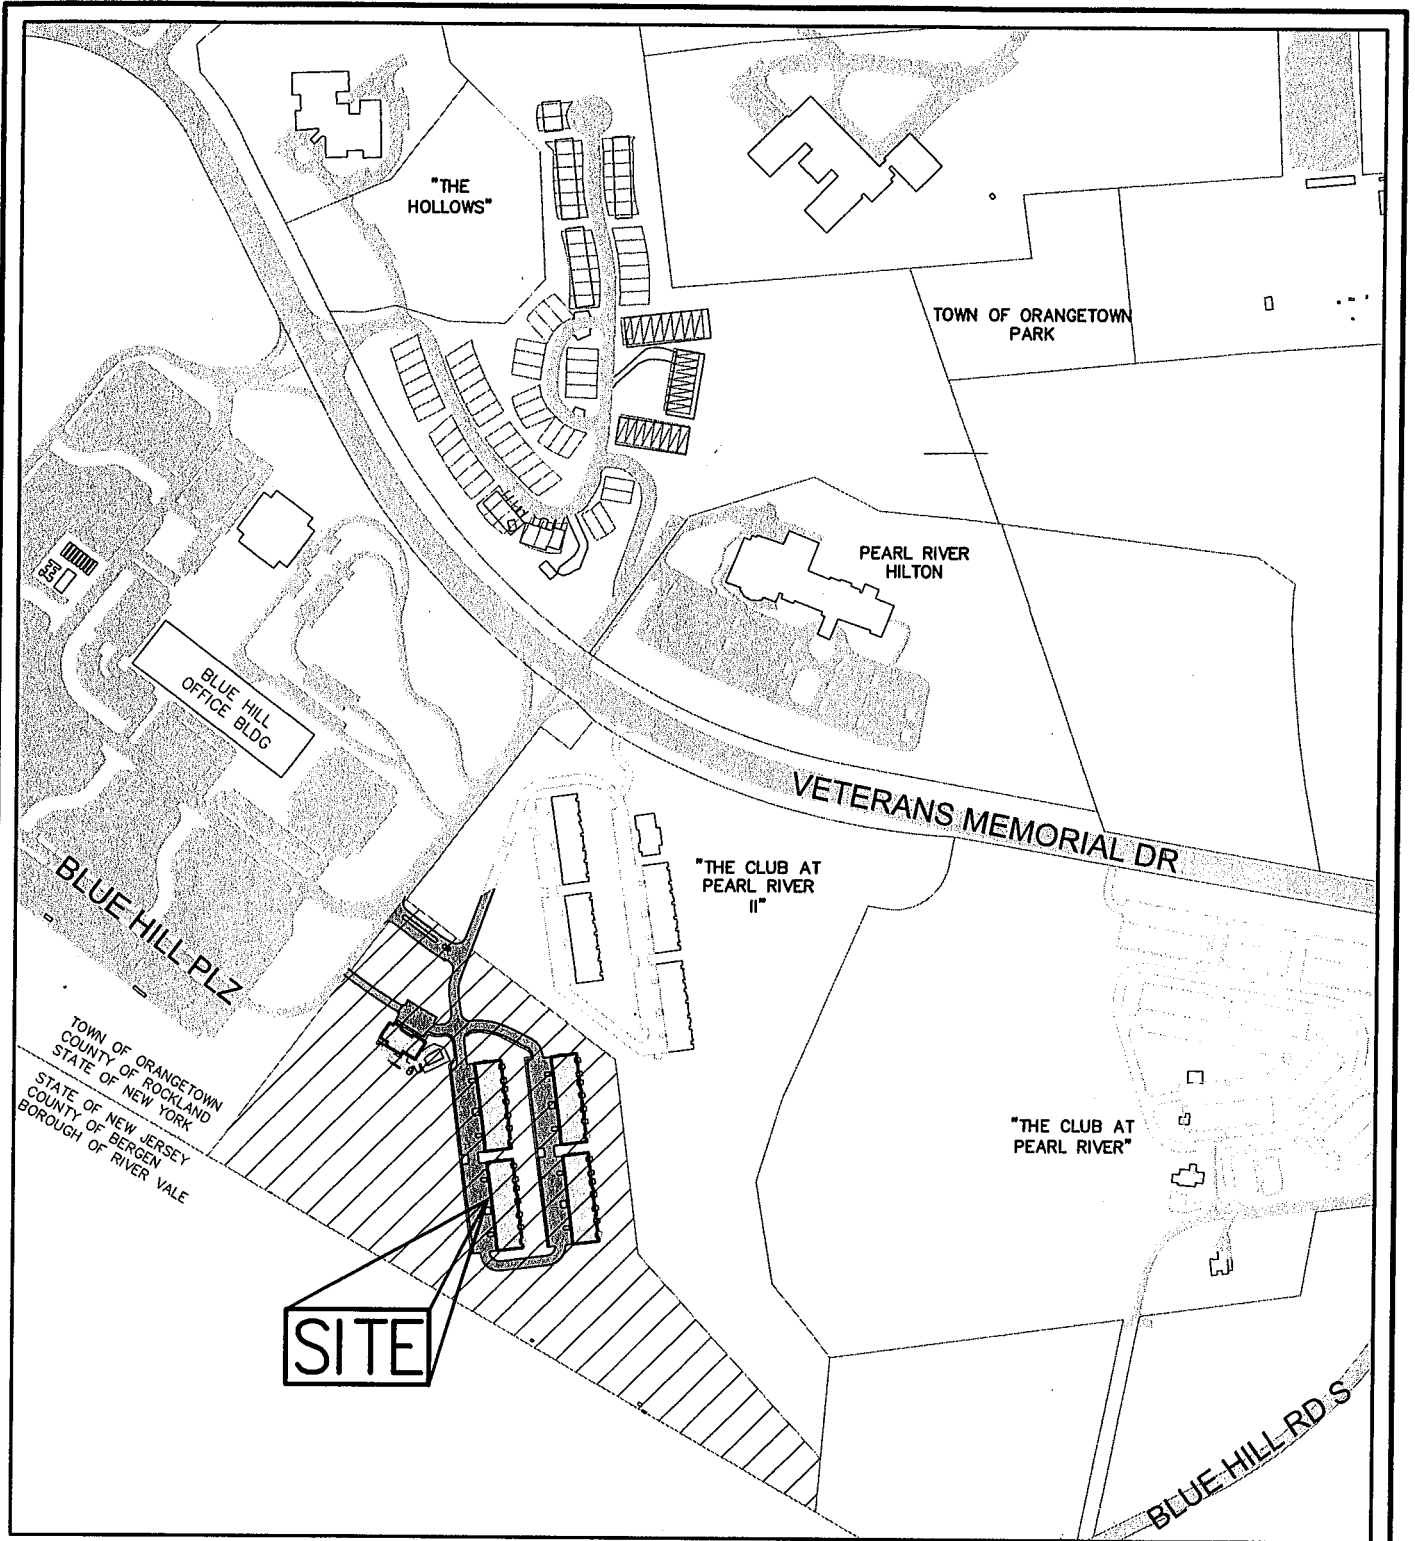 "THE
HOLLOWS"
TOWN OF ORANGETOWN
PARK
PEARL RIVER
HILTON
BLUE HILL
OFFICE BLDG
VETERANS MEMORIAL DR
"THE CLUB AT
PEARL RIVER
II"
BLUE HILL PLZ
TOWN OF ORANGETOWN
COUNTY OF ROCKLAND
STATE OF NEW YORK
STATE OF NEW JERSEY
COUNTY OF BERGEN
BOROUGH OF RIVER VALE
"THE CLUB AT
PEARL RIVER"
SITE
BLUE HILL RD S